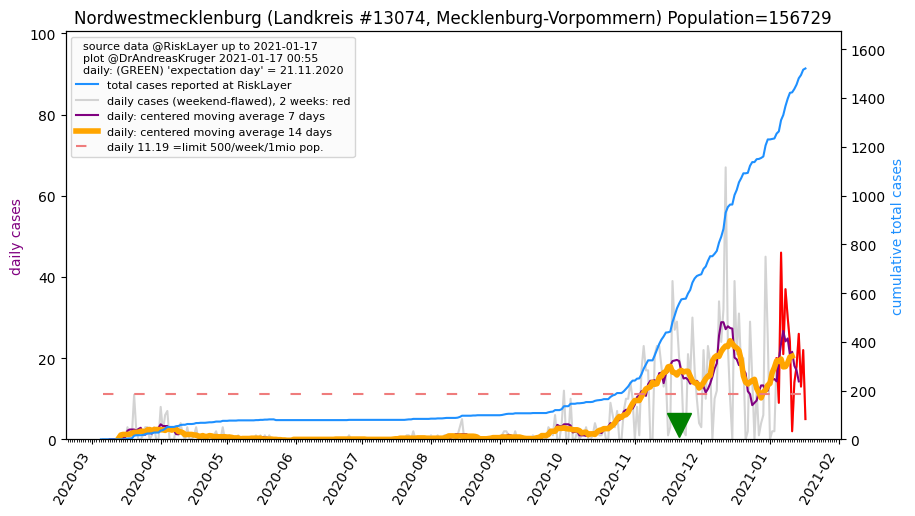 Nordwestmecklenburg (Landkreis #13074, Mecklenburg-Vorpommern) Population=156729
source data @RiskLayer up to 2021-01-17
plot @DrAndreasKruger 2021-01-17 00:55
daily: (GREEN) 'expectation day' = 21.11.2020
total cases reported at RiskLayer
daily cases (weekend-flawed), 2 weeks: red
daily: centered moving average 7 days
daily: centered moving average 14 days
daily 11.19 =limit 500/week/1mio pop.
daily cases
100
80
60
40
20
0
cumulative total cases
1600
1400
1200
1000
800
600
400
200
0
2020-03
2020-04
2020-05
2020-06
2020-07
2020-08
2020-09
2020-10
2020-11
2020-12
2021-01
2021-02